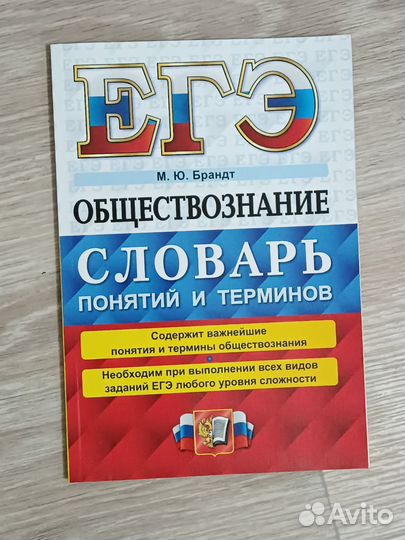 ЕГЭ
М. Ю. Брандт
ОБЩЕСТВОЗНАНИЕ
СЛОВАРЬ
ПОНЯТИЙ И ТЕРМИНОВ
Содержит важнейшие
понятия и термины обществознания
Необходим при выполнении всех видов
заданий ЕГЭ любого уровня сложности
Avito